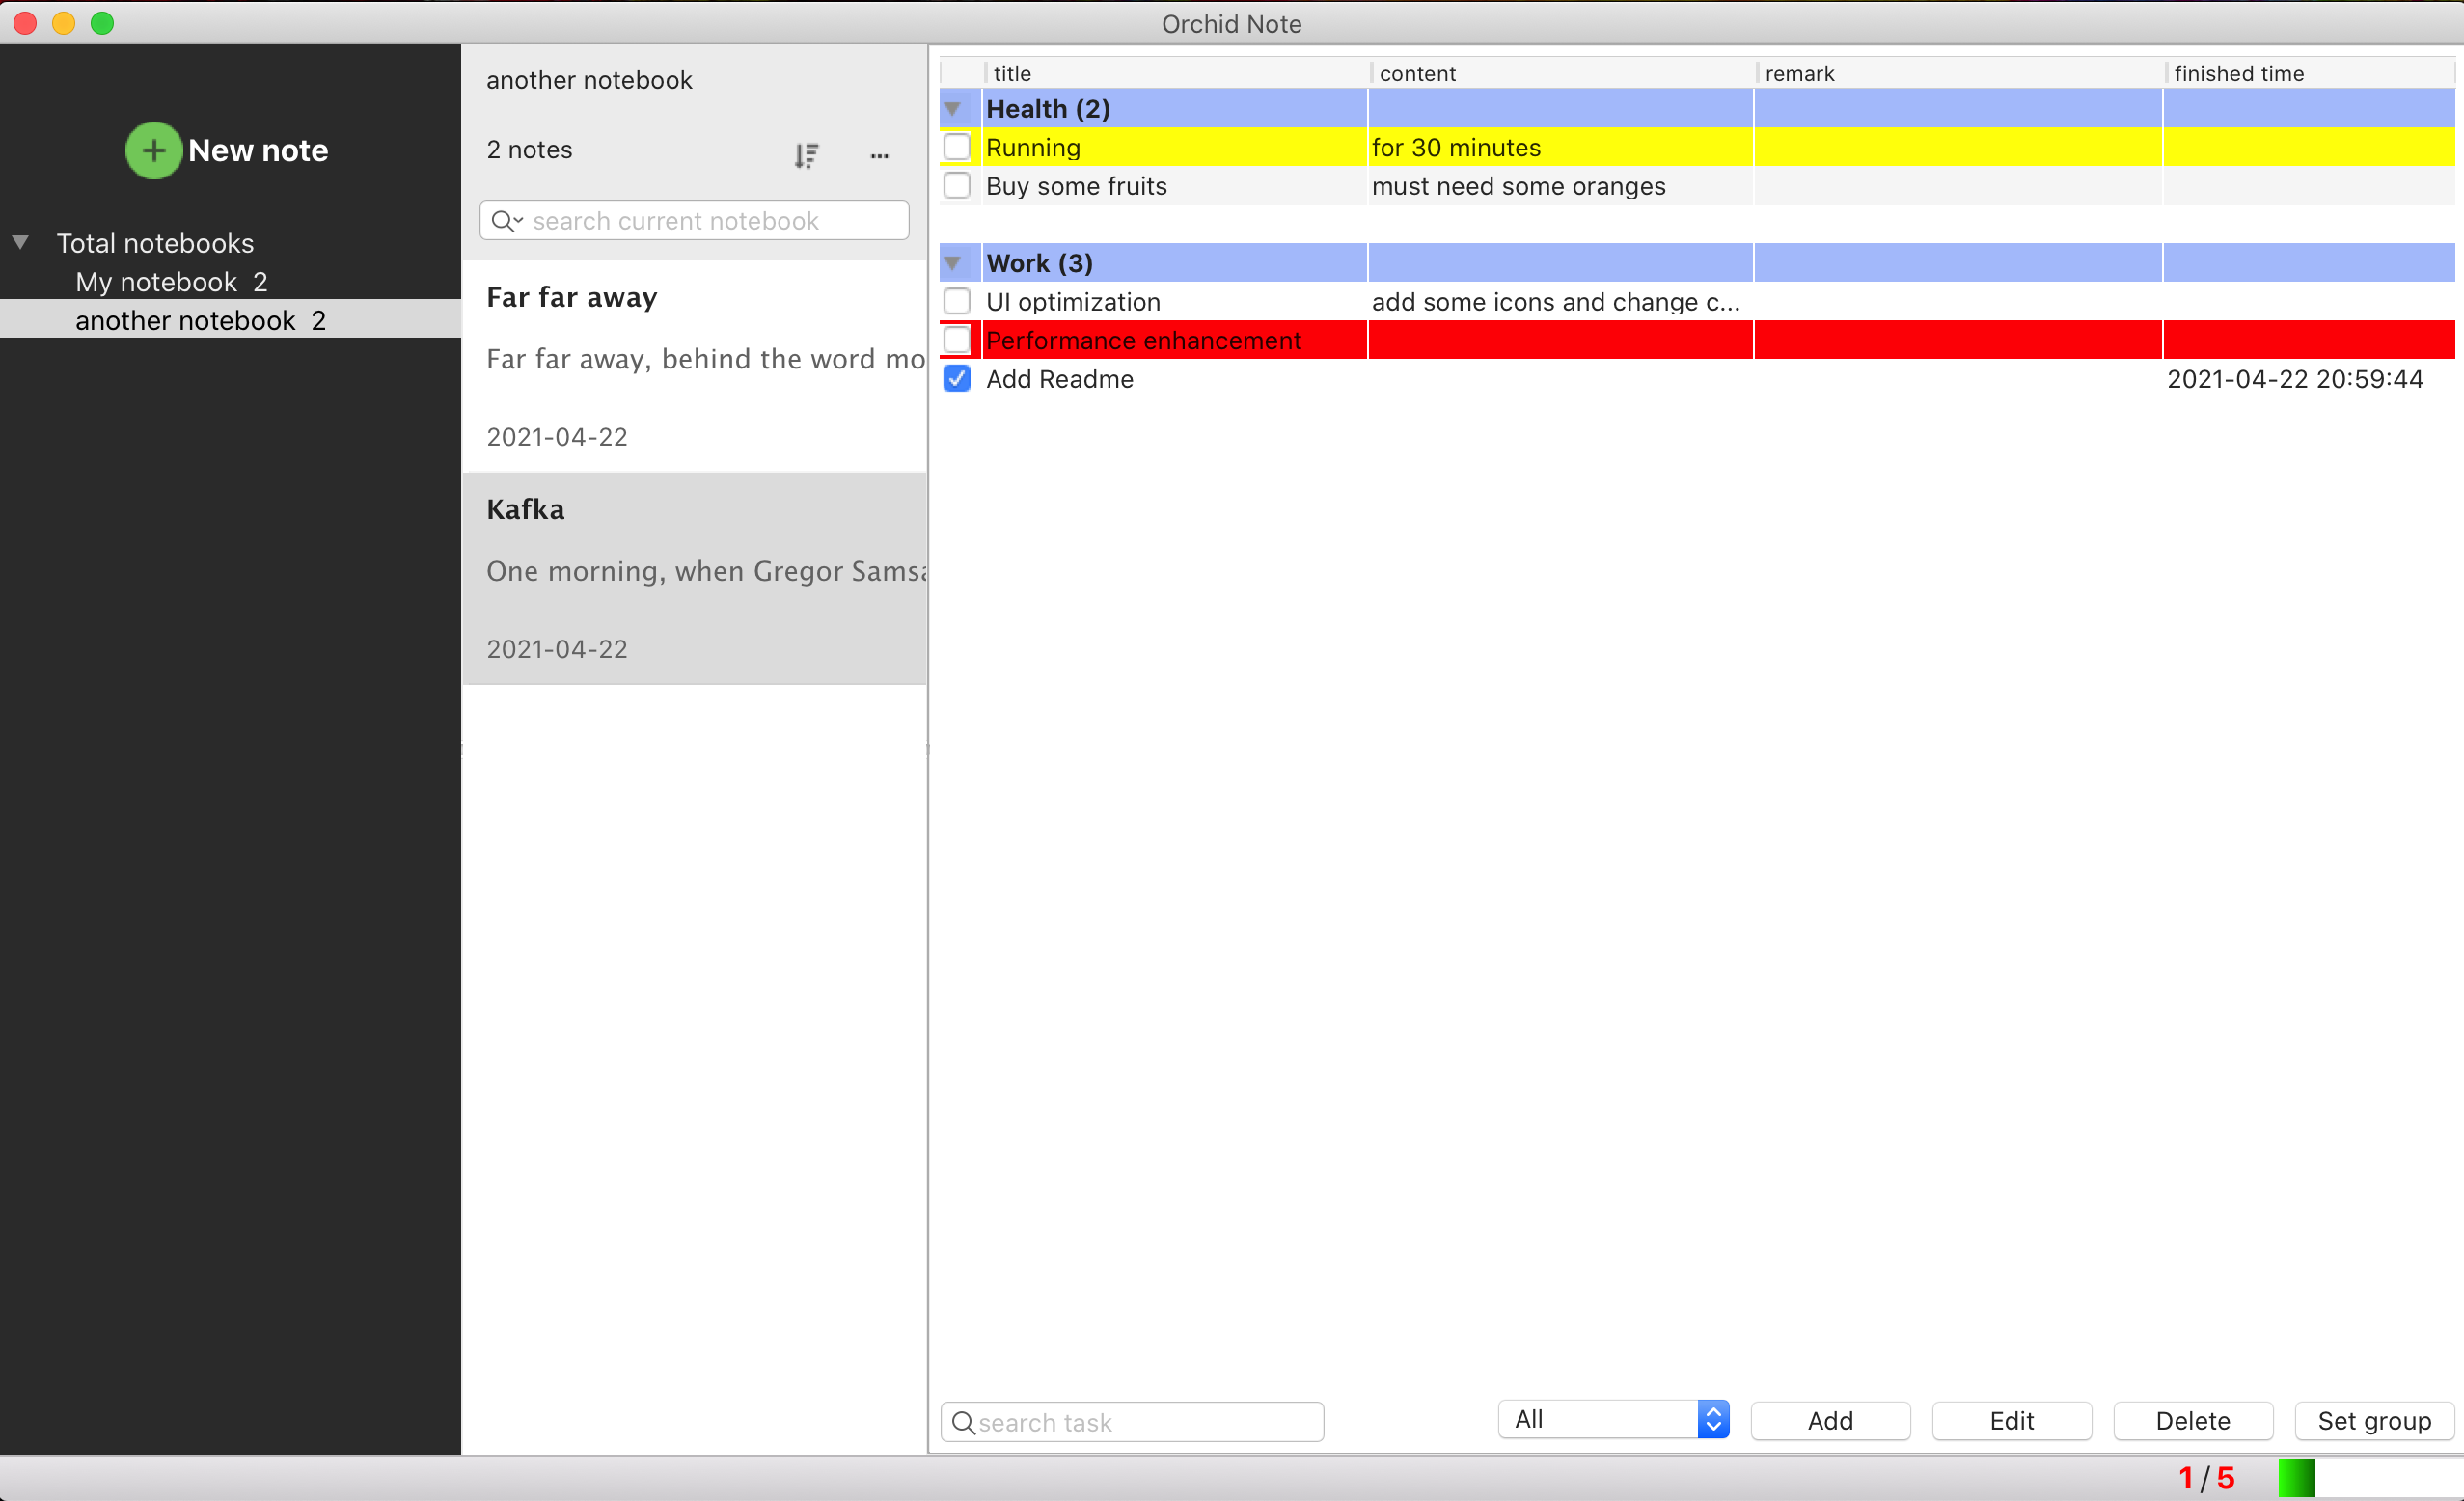 Orchid Note
New note
Total notebooks
My notebook 2
another notebook 2
another notebook
2 notes
...
search current notebook
Far far away
Far far away, behind the word mo
2021-04-22
Kafka
One morning, when Gregor Samsa
2021-04-22
title content remark finished time
Health (2)
Running for 30 minutes
Buy some fruits must need some oranges
Work (3)
UI optimization add some icons and change c...
Performance enhancement
Add Readme 2021-04-22 20:59:44
search task All Add Edit Delete Set group
1 / 5